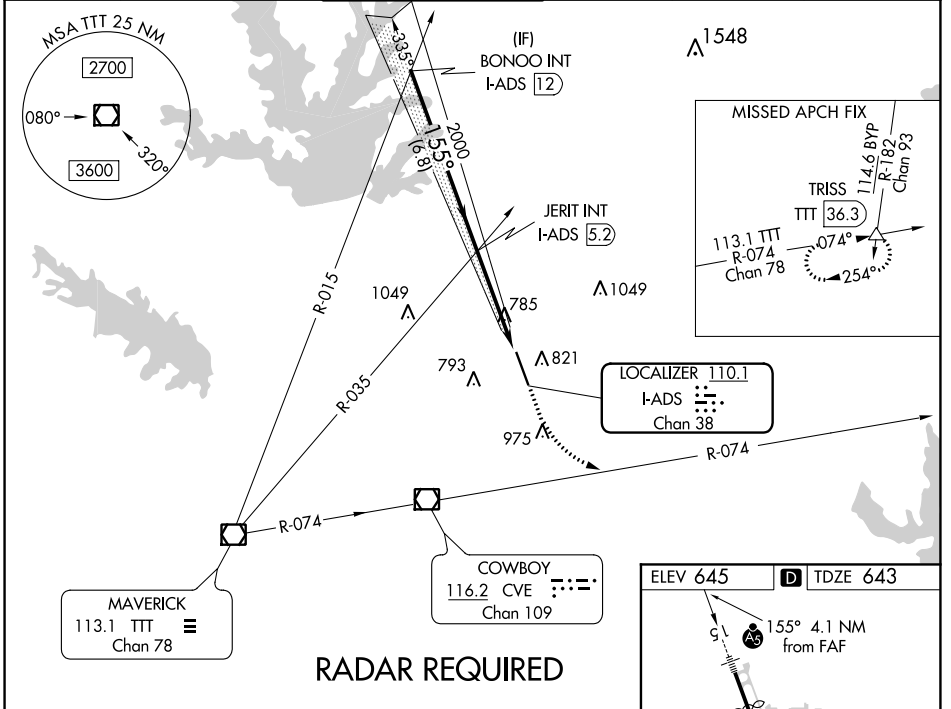 MSA TTT 25 NM
2700
080°
320°
3600
335°
(IF)
BONOO INT
I-ADS 12
1548
2000
155°
(6.8)
MISSED APCH FIX
114.6 BYP
R-182
Chan 93
TRISS
TTT 36.3
113.1 TTT
R-074
Chan 78
074°
254°
JERIT INT
I-ADS 5.2
R-015
1049
1049
785
R-035
793
821
LOCALIZER 110.1
I-ADS
Chan 38
975
R-074
R-074
COWBOY
116.2 CVE
Chan 109
MAVERICK
113.1 TTT
Chan 78
RADAR REQUIRED
ELEV 645
D
TDZE 643
15
A5
155° 4.1 NM
from FAF